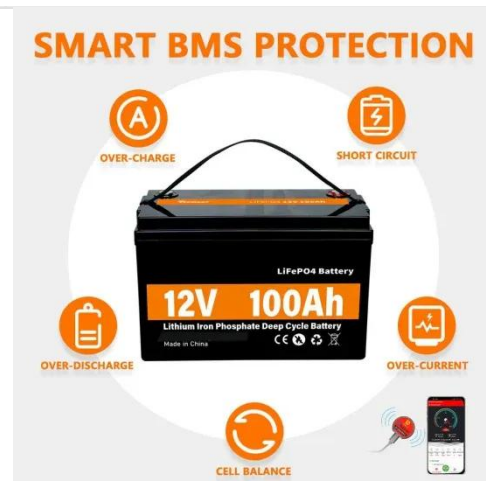 SMART BMS PROTECTION
OVER-CHARGE
SHORT CIRCUIT
LiFePO4 Battery
12V 100Ah
Lithium Iron Phosphate Deep Cycle Battery
Made in China
CE
OVER-DISCHARGE
OVER-CURRENT
CELL BALANCE